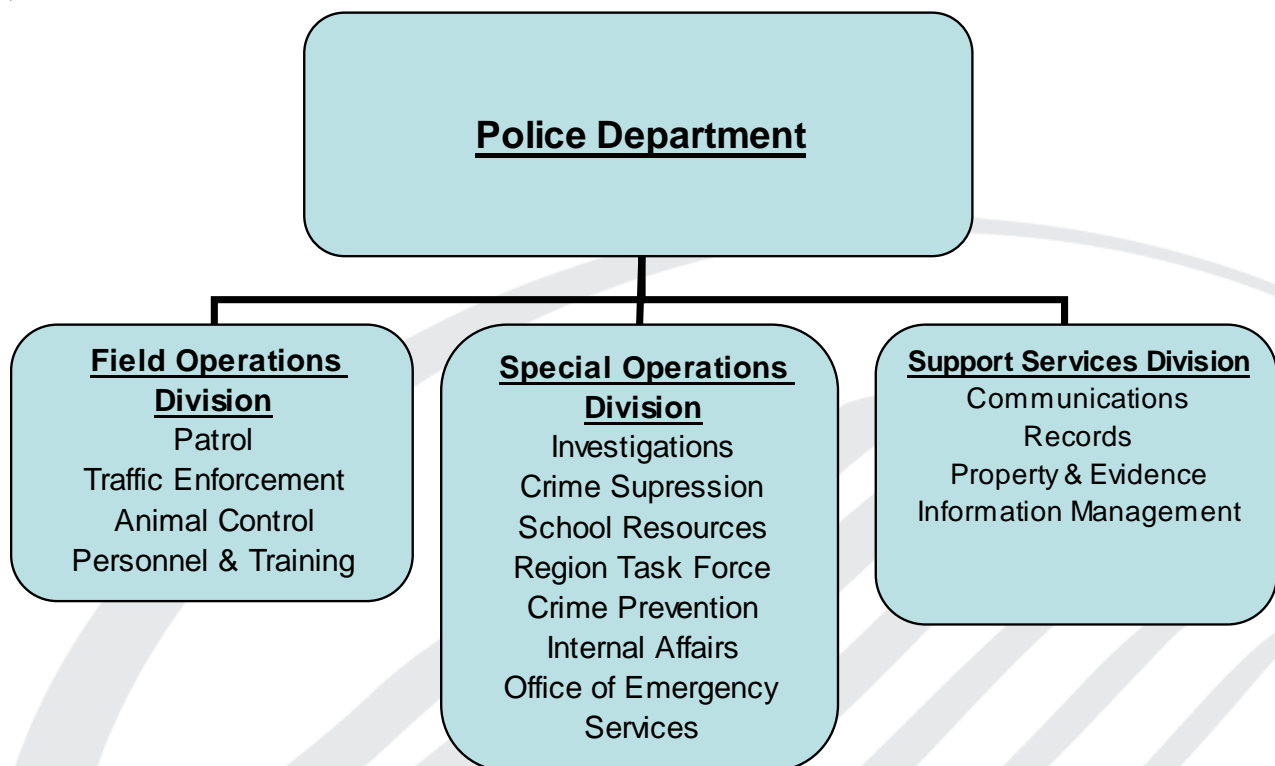 Police Department
Field Operations
Division
Patrol
Traffic Enforcement
Animal Control
Personnel & Training
Special Operations
Division
Investigations
Crime Supression
School Resources
Region Task Force
Crime Prevention
Internal Affairs
Office of Emergency
Services
Support Services Division
Communications
Records
Property & Evidence
Information Management